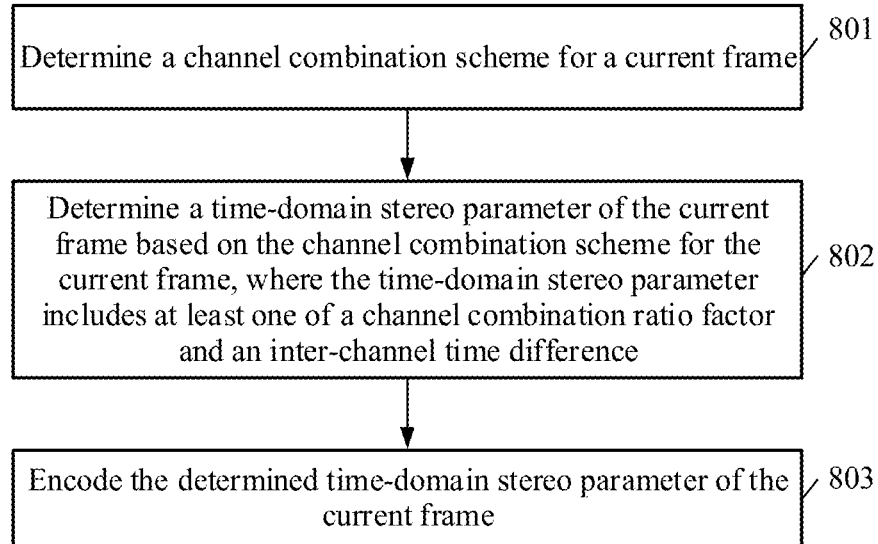 801
Determine a channel combination scheme for a current frame
Determine a time-domain stereo parameter of the current
frame based on the channel combination scheme for the
current frame, where the time-domain stereo parameter
includes at least one of a channel combination ratio factor
and an inter-channel time difference
802
Encode the determined time-domain stereo parameter of the
current frame
803